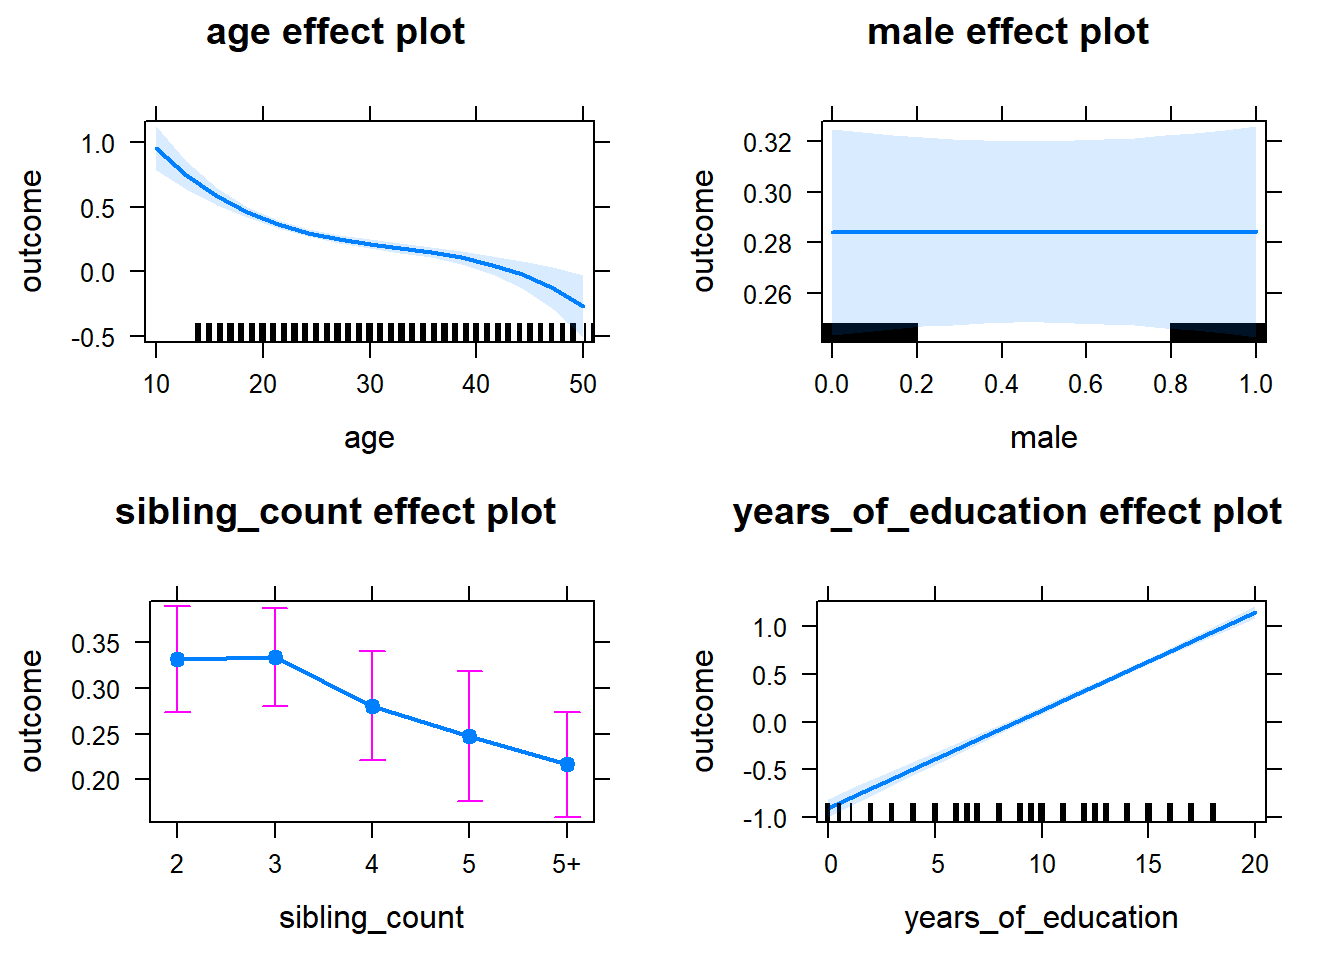 age effect plot
outcome
1.0
0.5
0.0
-0.5
10 20 30 40 50
age
male effect plot
outcome
0.32
0.30
0.28
0.26
0.0 0.2 0.4 0.6 0.8 1.0
male
sibling_count effect plot
outcome
0.35
0.30
0.25
0.20
2 3 4 5 5+
sibling_count
years_of_education effect plot
outcome
1.0
0.5
0.0
-0.5
-1.0
0 5 10 15 20
years_of_education